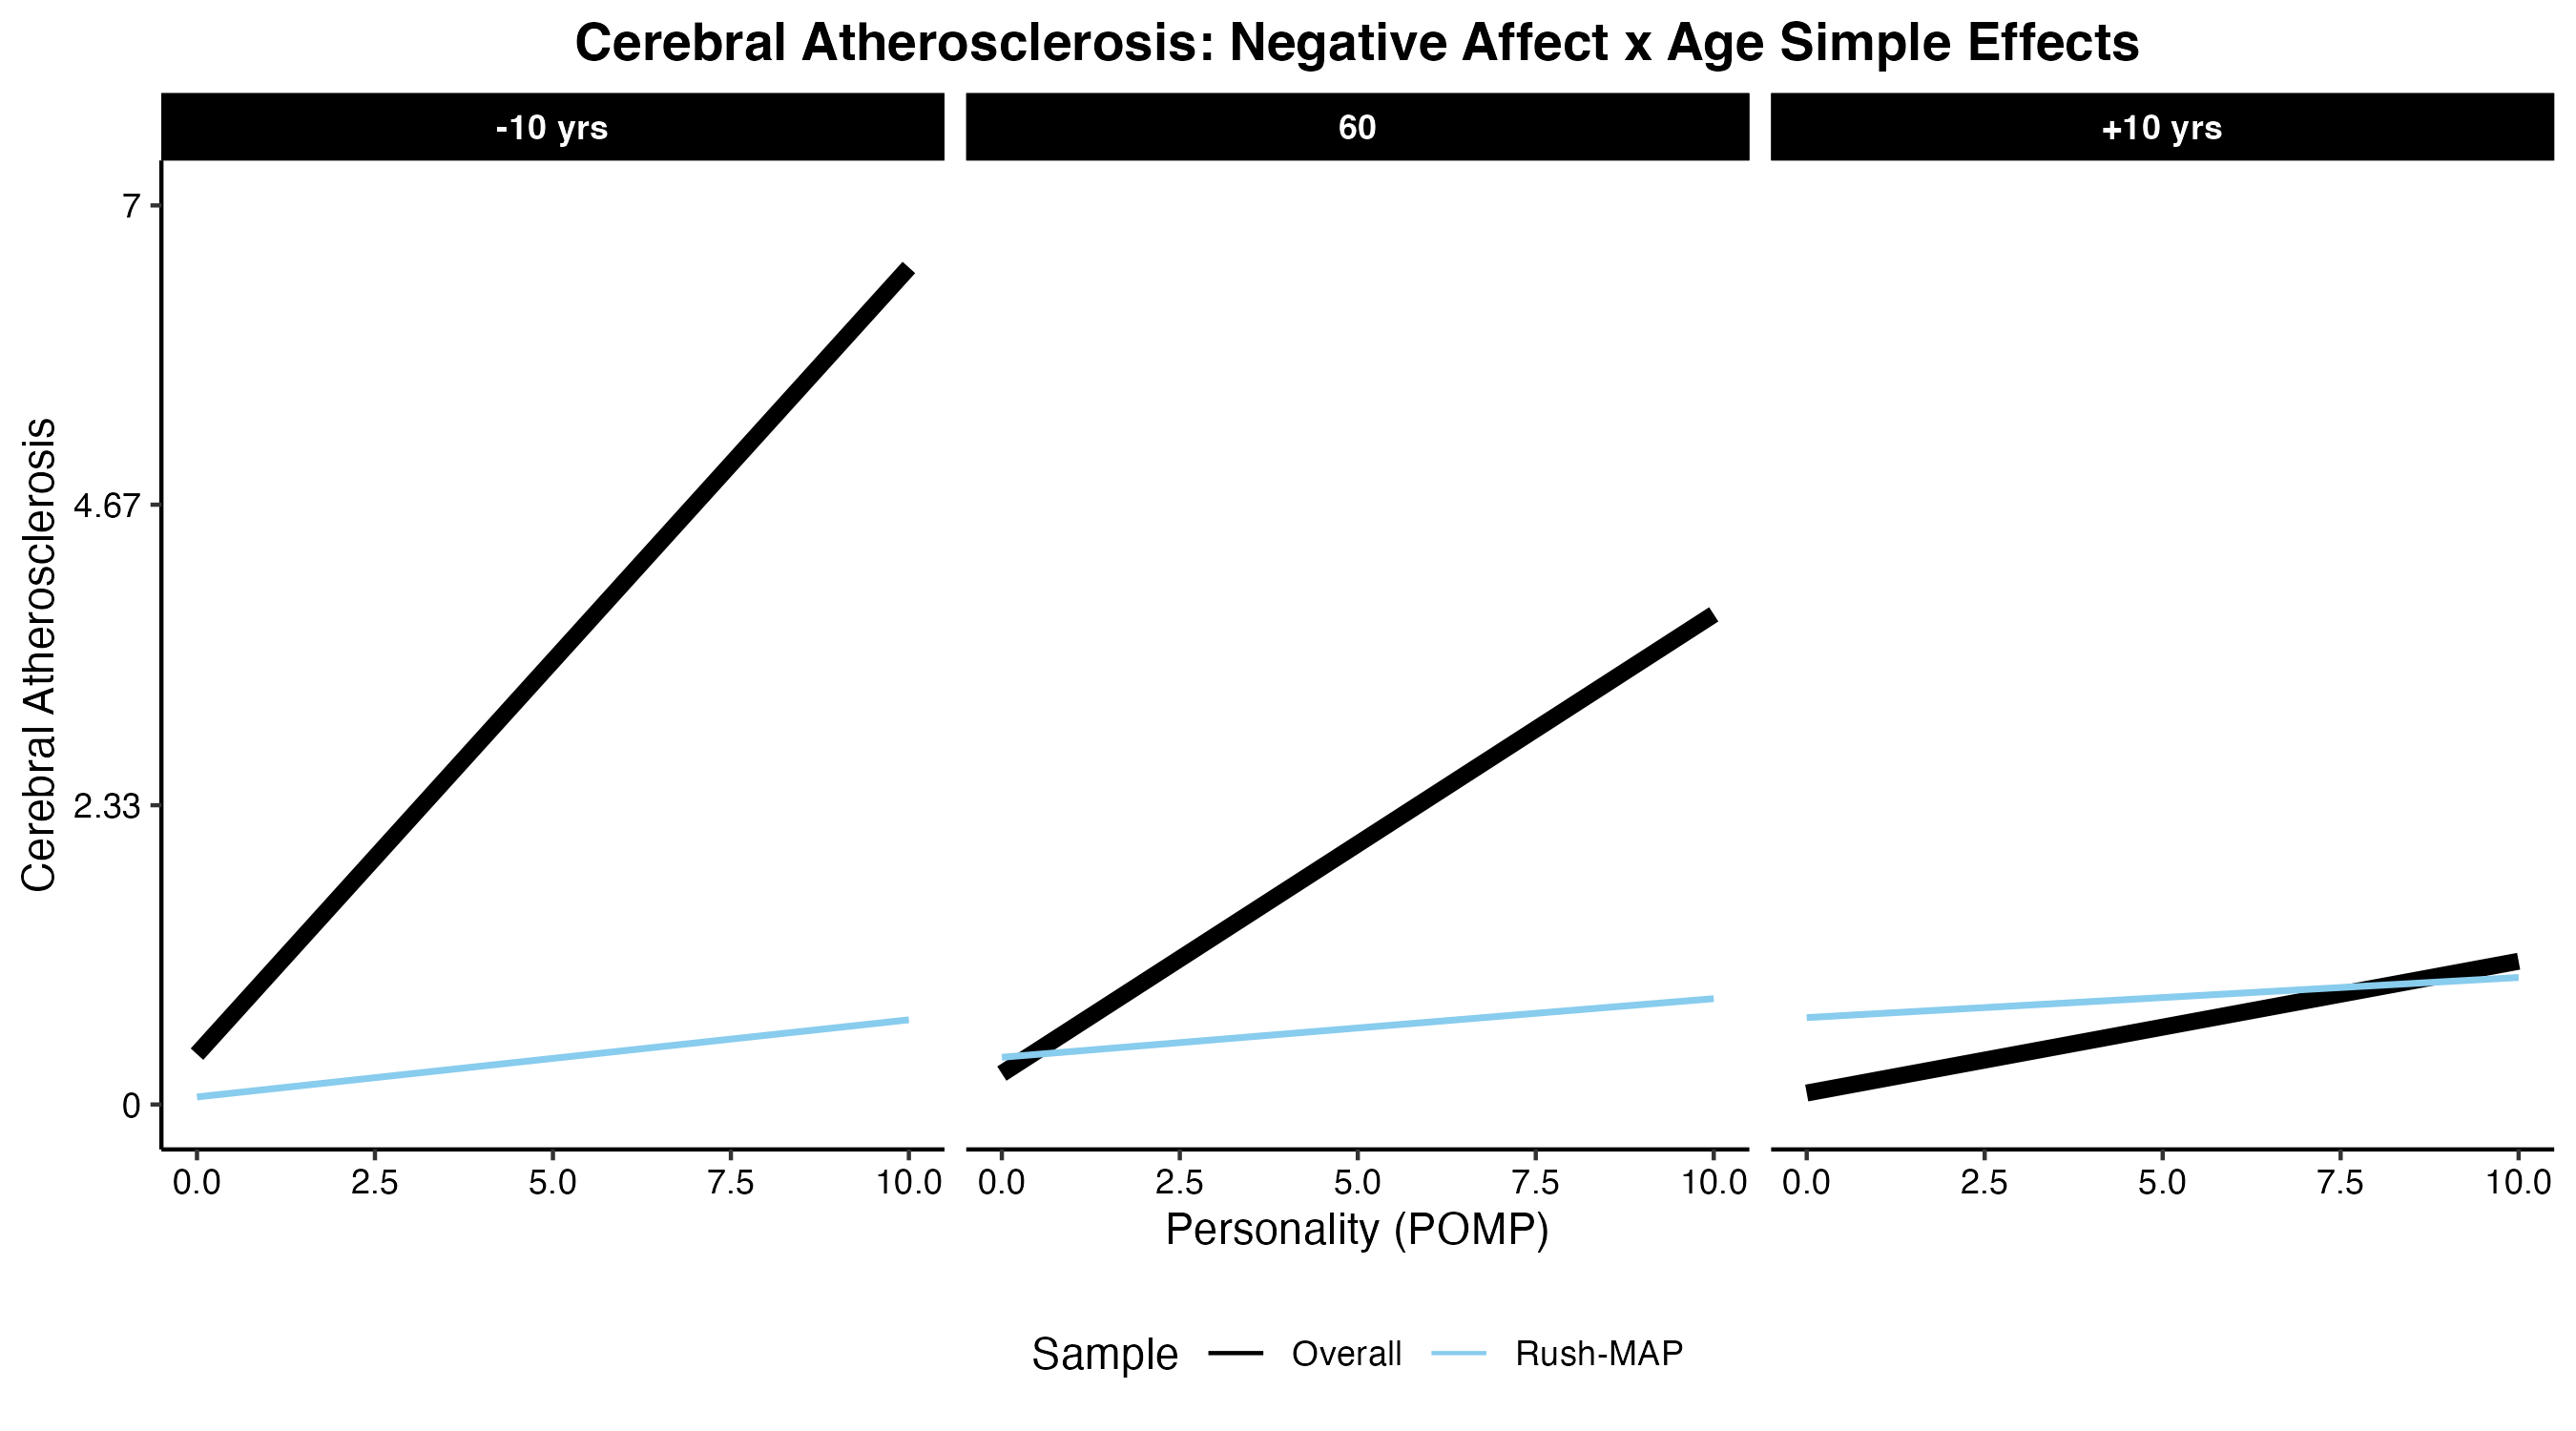 Cerebral Atherosclerosis: Negative Affect x Age Simple Effects
-10 yrs
60
+10 yrs
Cerebral Atherosclerosis
7
4.67
2.33
0
0.0 2.5 5.0 7.5 10.0
0.0 2.5 5.0 7.5 10.0
0.0 2.5 5.0 7.5 10.0
Personality (POMP)
Sample Overall Rush-MAP